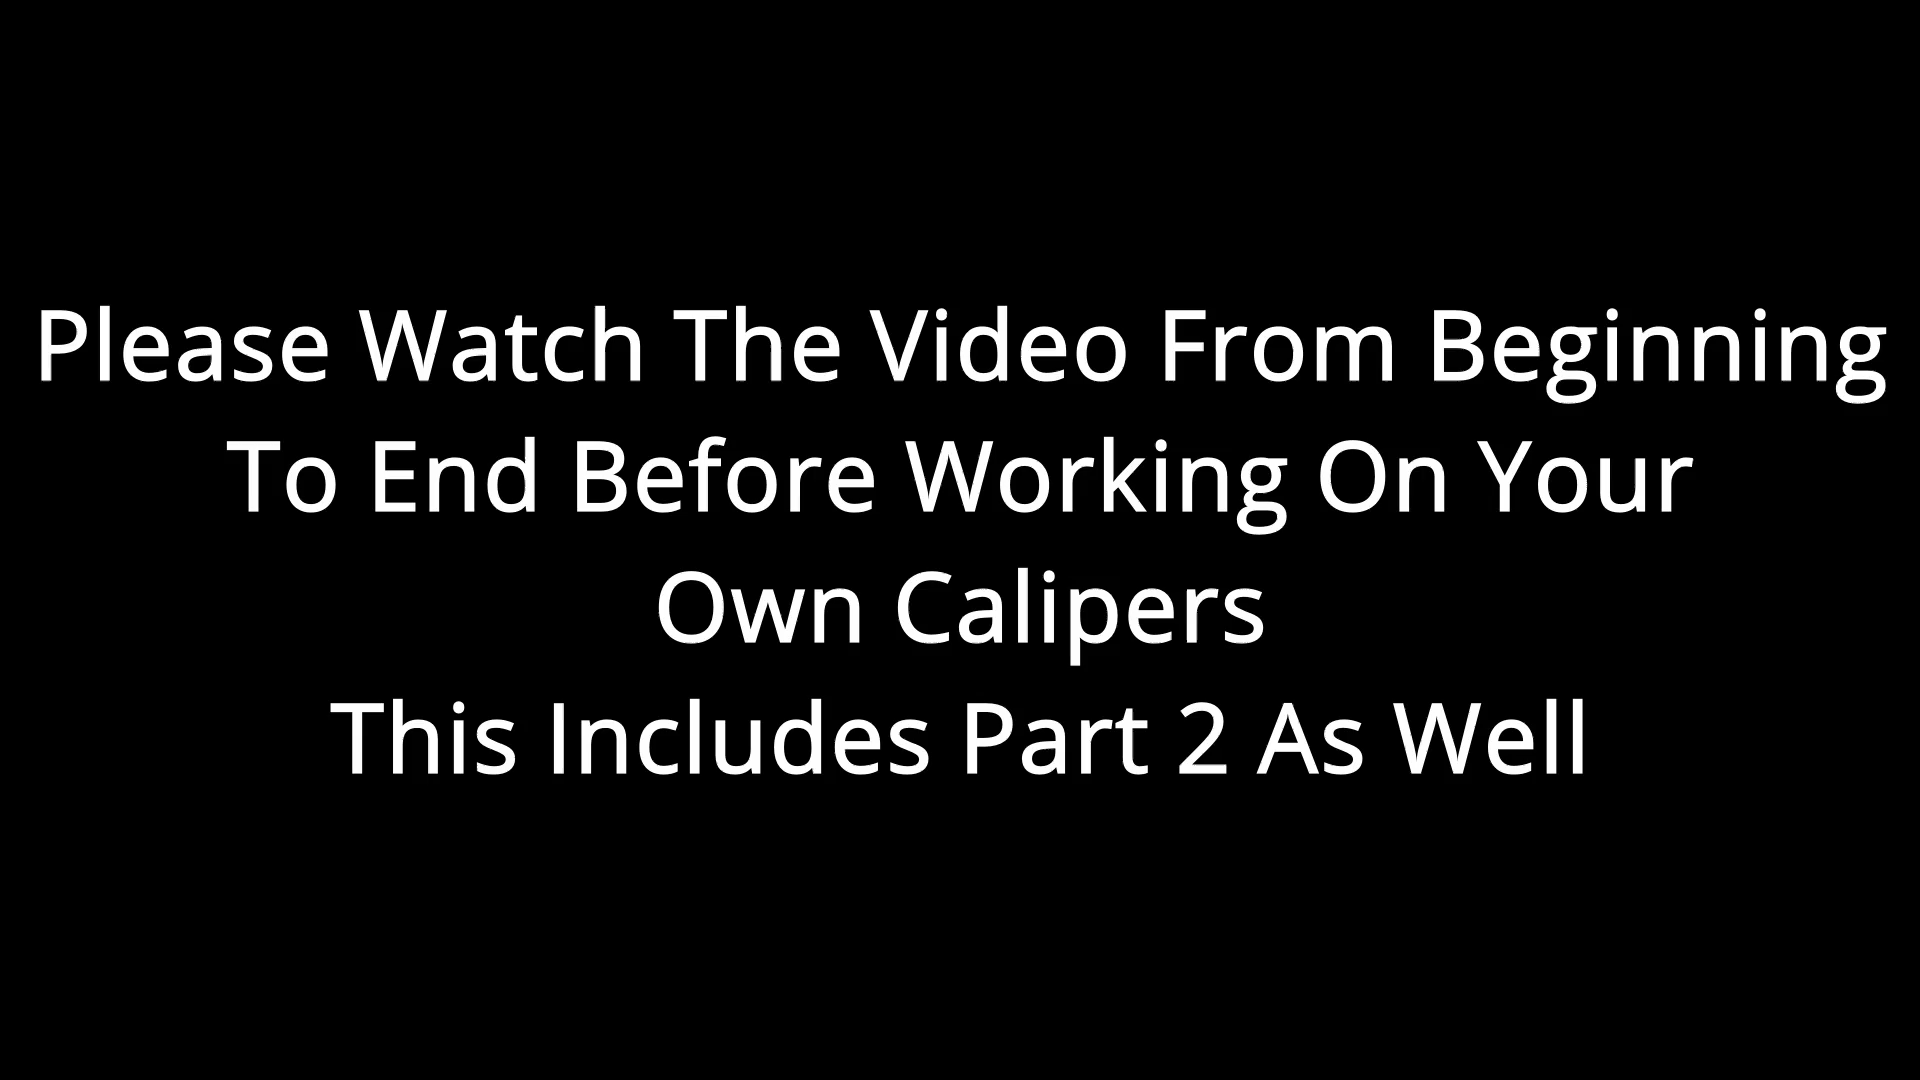 Please Watch The Video From Beginning
To End Before Working On Your
Own Calipers
This Includes Part 2 As Well